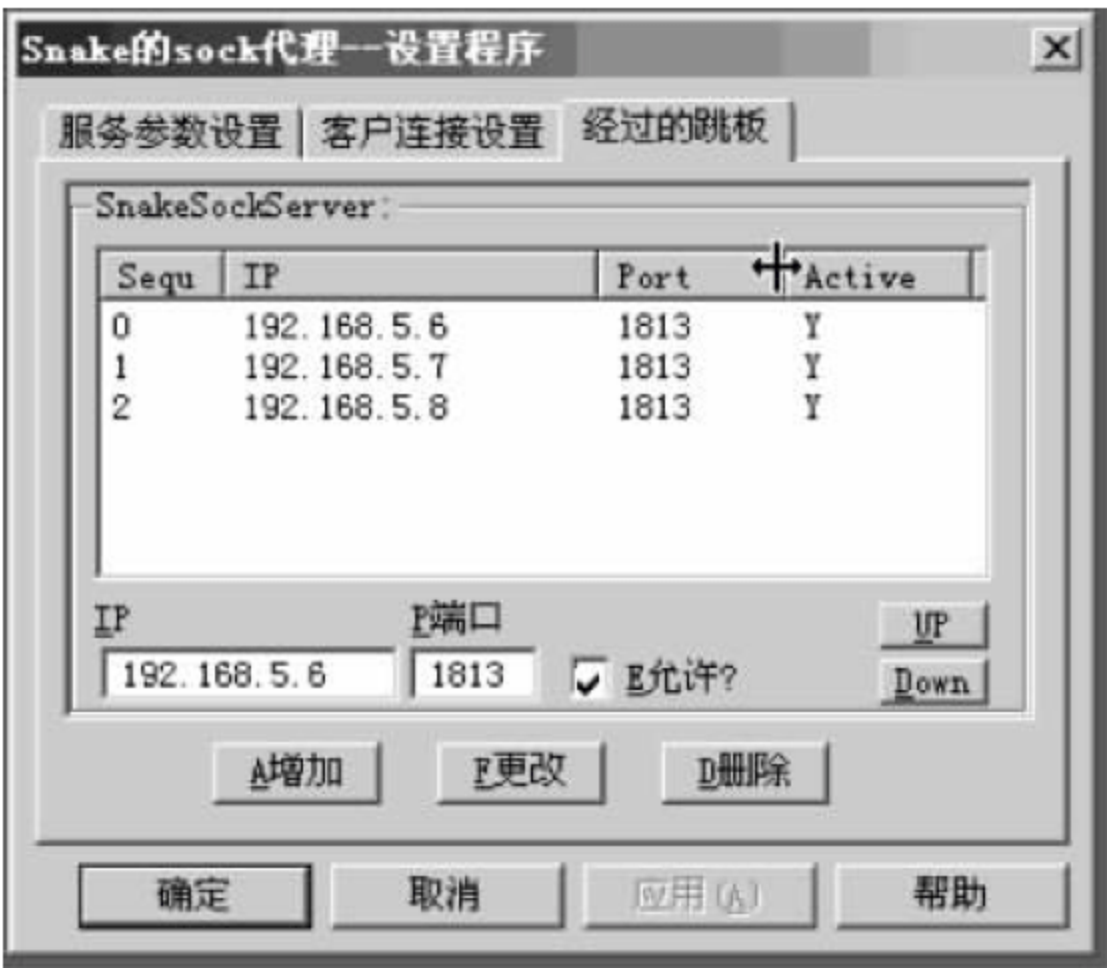 Snake的sock代理--设置程序
服务参数设置 客户连接设置 经过的跳板
SnakeSockServer:
Sequ IP Port Active
0 192.168.5.6 1813 Y
1 192.168.5.7 1813 Y
2 192.168.5.8 1813 Y
IP P端口 UP
192.168.5.6 1813 E允许? Down
A增加 F更改 D删除
确定 取消 应用(A) 帮助